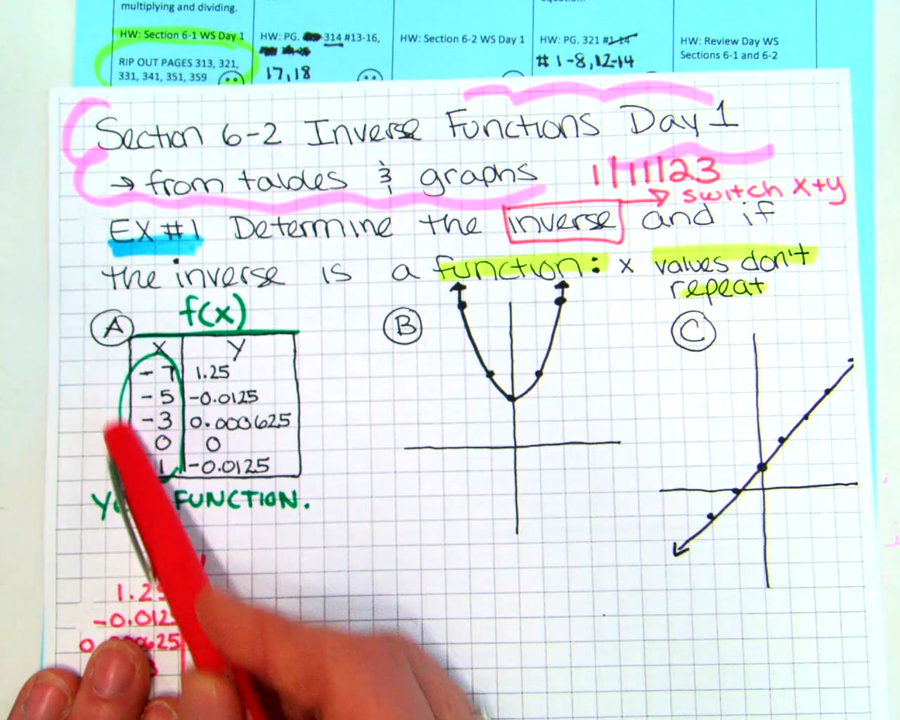 multiplying and dividing.
HW: Section 6-1 WS Day 1
RIP OUT PAGES 313, 321,
331, 341, 351, 359
HW: PG. 314 #13-16,
17,18
HW: Section 6-2 WS Day 1
HW: PG. 321 #1-14
#1-8,12-14
HW: Review Day WS
Sections 6-1 and 6-2
Section 6-2 Inverse Functions Day 1
→ from tables & graphs
1/11/23
→ switch x+y
EX #1 Determine the inverse and if
the inverse is a function: x values don't
repeat
A f(x)
x y
-7 1.25
-5 -0.0125
-3 0.000625
0 0
1 -0.0125
FUNCTION.
-0.012
B
C